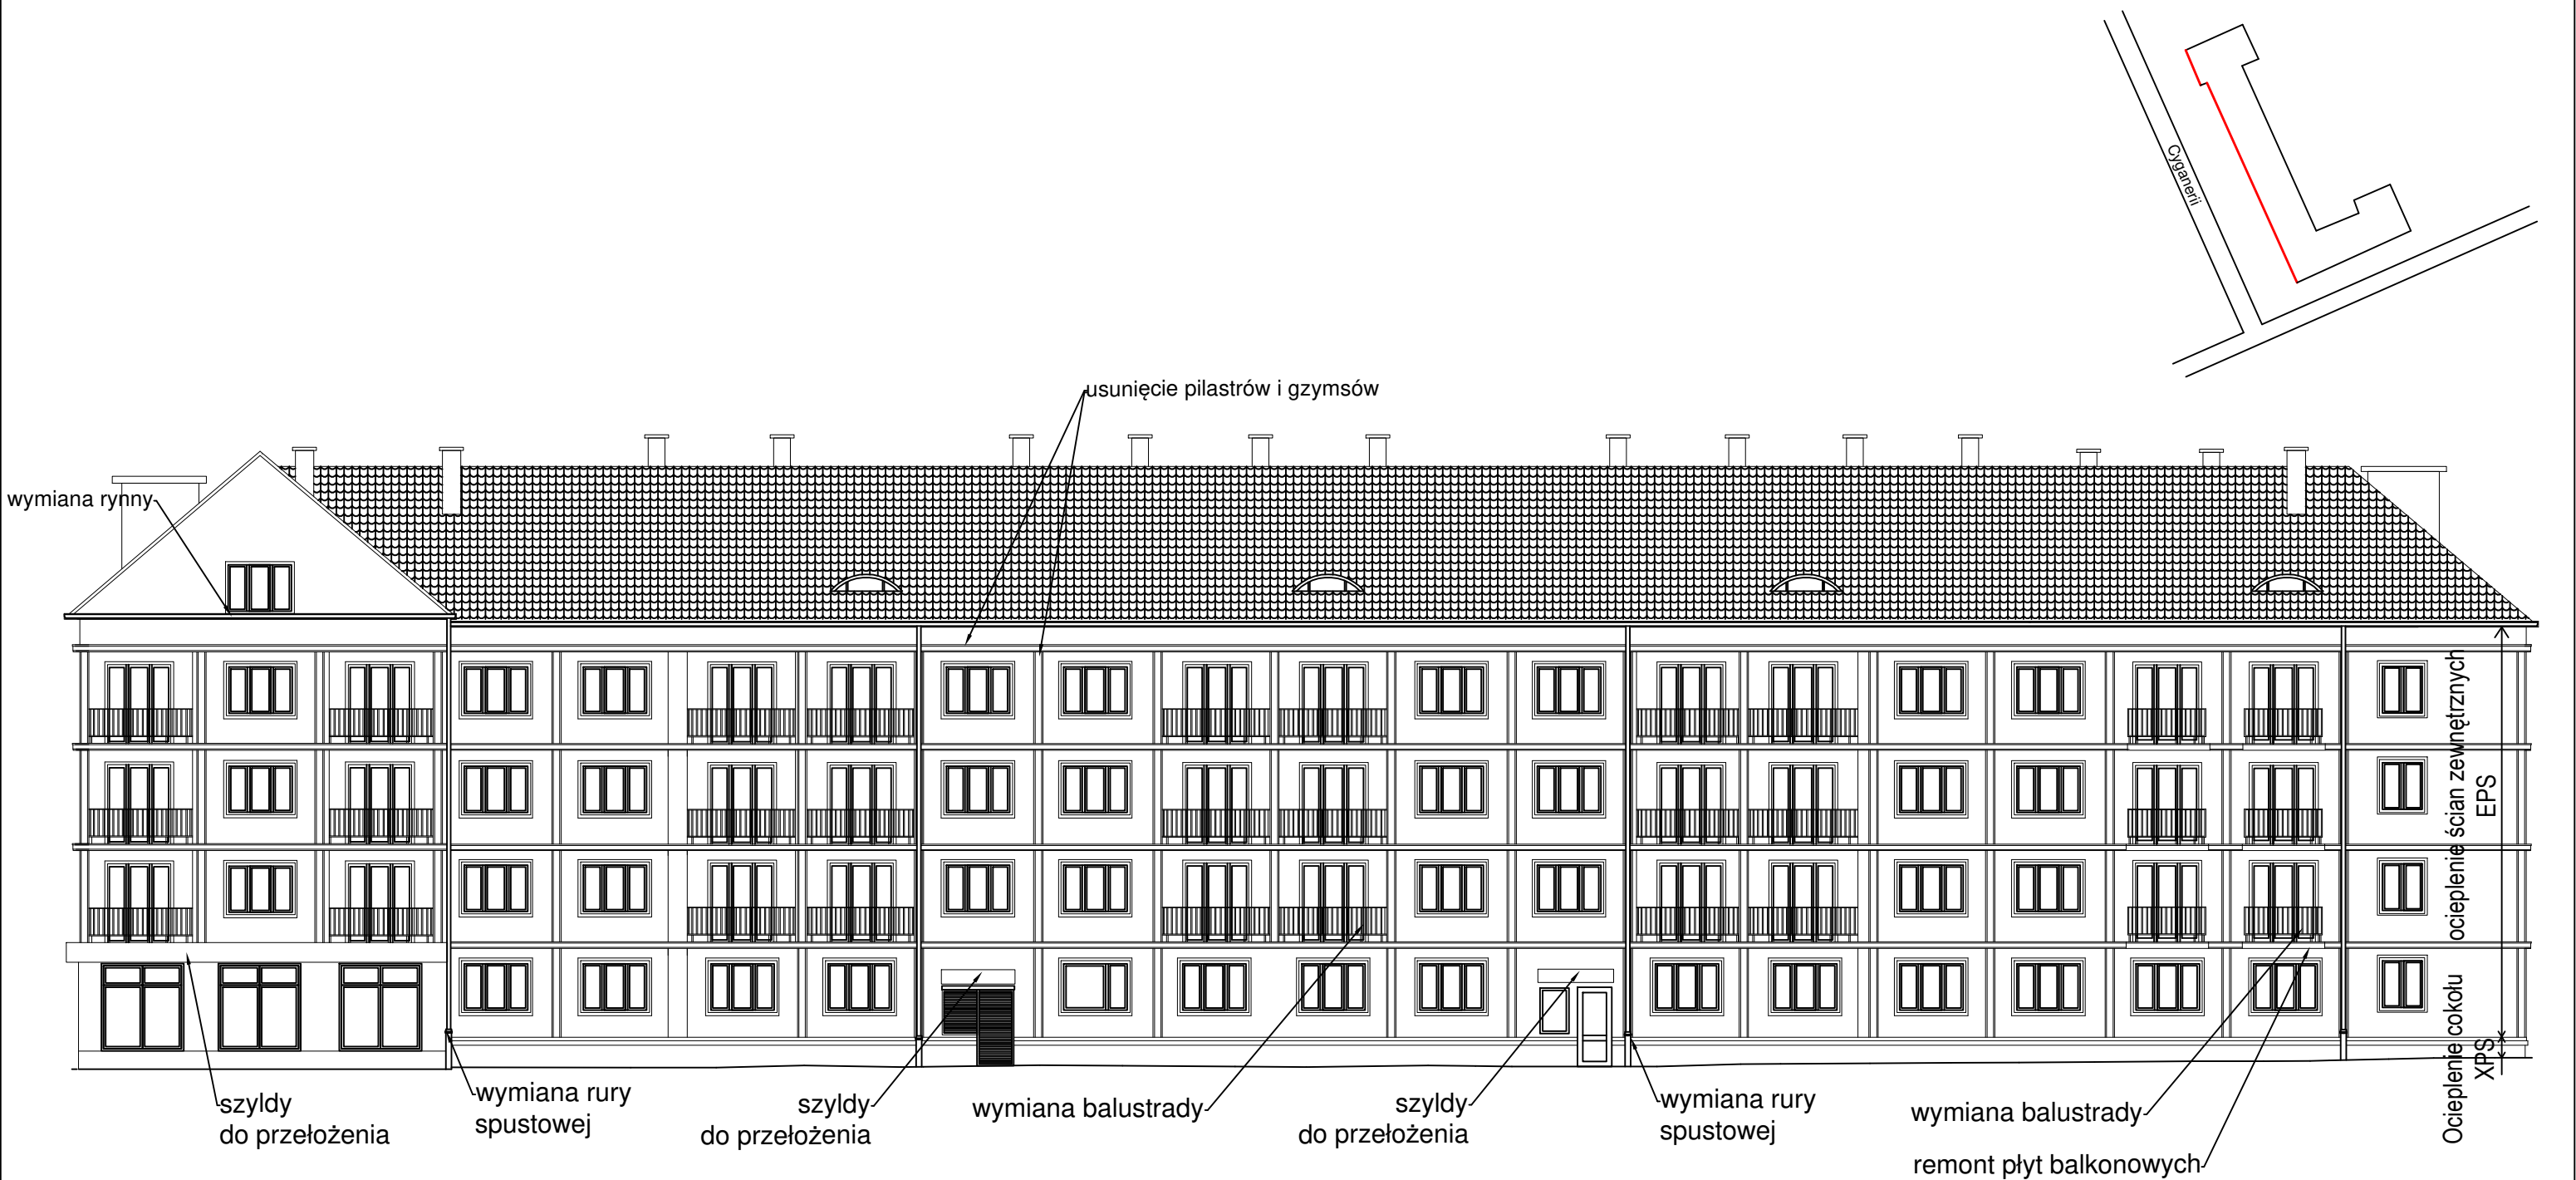 Cyganerii
usunięcie pilastrów i gzymsów
wymiana rynny
ocieplenie ścian zewnętrznych
EPS
Ocieplenie cokołu
XPS
szyldy
do przełożenia
wymiana rury
spustowej
szyldy
do przełożenia
wymiana balustrady
szyldy
do przełożenia
wymiana rury
spustowej
wymiana balustrady
remont płyt balkonowych